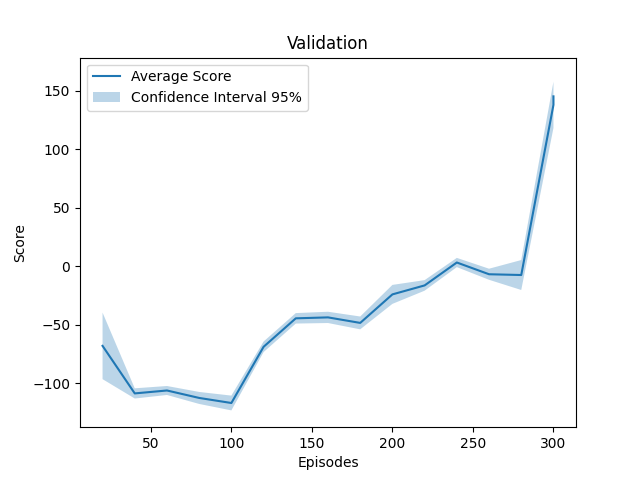 Validation
Average Score
Confidence Interval 95%
150
100
50
0
−50
−100
Score
50
100
150
200
250
300
Episodes